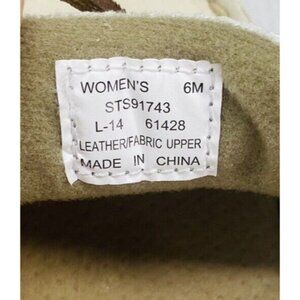 WOMEN'S 6M
STS91743
L-14 61428
LEATHER/FABRIC UPPER
MADE IN CHINA